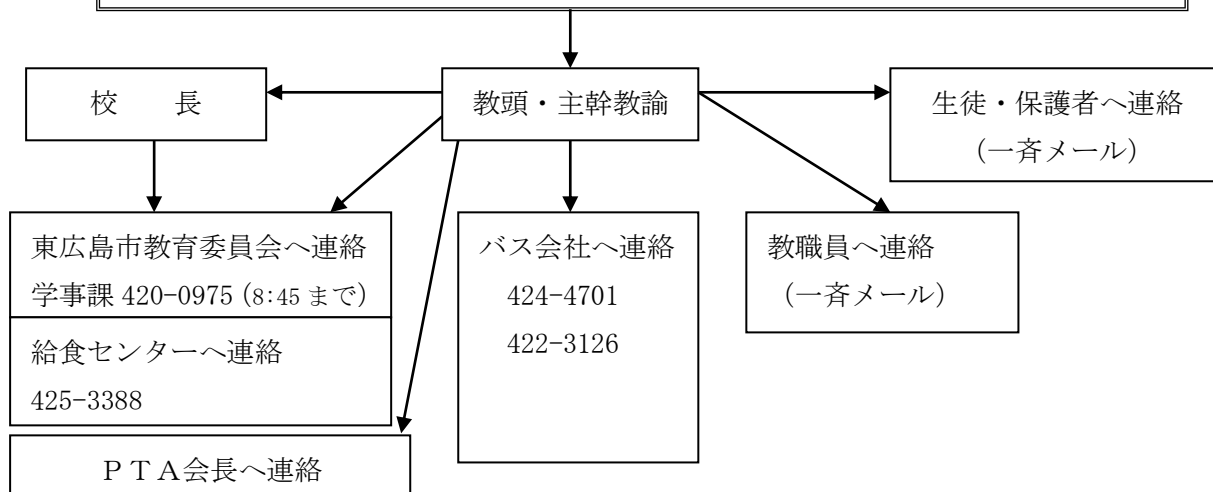 校　　長
教頭・主幹教諭
生徒・保護者へ連絡
（一斉メール）
東広島市教育委員会へ連絡
学事課 420-0975（8:45 まで）
給食センターへ連絡
425-3388
バス会社へ連絡
424-4701
422-3126
教職員へ連絡
（一斉メール）
ＰＴＡ会長へ連絡